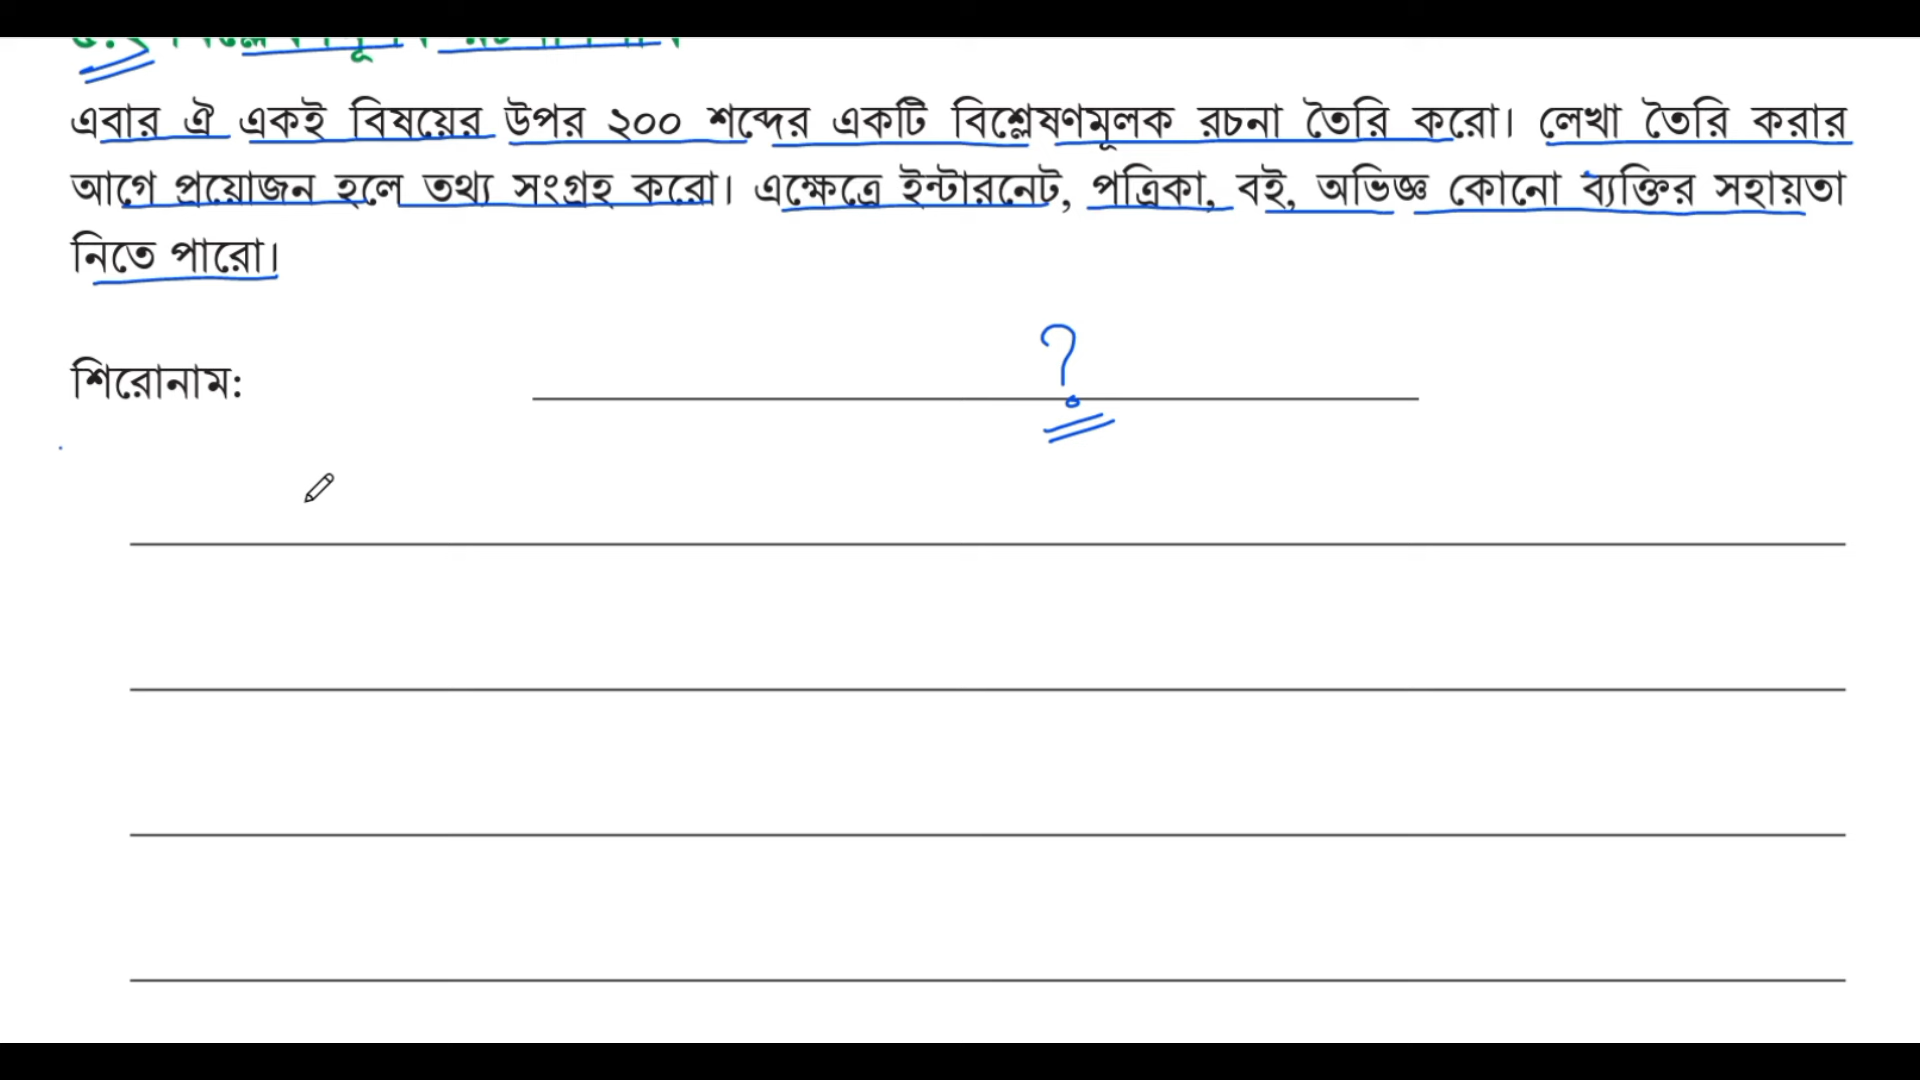 এবার ঐ একই বিষয়ের উপর ২০০ শব্দের একটি বিশ্লেষণমূলক রচনা তৈরি করো। লেখা তৈরি করার
আগে প্রয়োজন হলে তথ্য সংগ্রহ করো। এক্ষেত্রে ইন্টারনেট, পত্রিকা, বই, অভিজ্ঞ কোনো ব্যক্তির সহায়তা
নিতে পারো।
?
শিরোনাম: